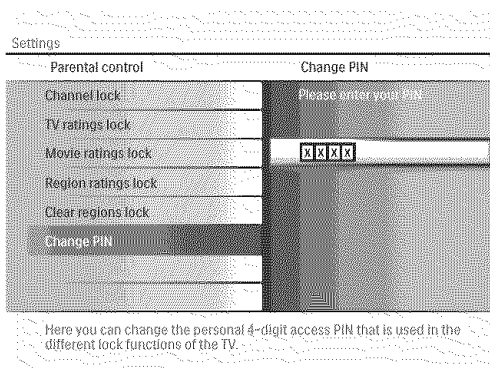 Settings
Parental control
Change PIN
Channel lock
TV ratings lock
Movie ratings lock
Region ratings lock
Clear regions lock
Change PIN
Please enter your PIN
X X X X
Here you can change the personal 4-digit access PIN that is used in the
different lock functions of the TV.